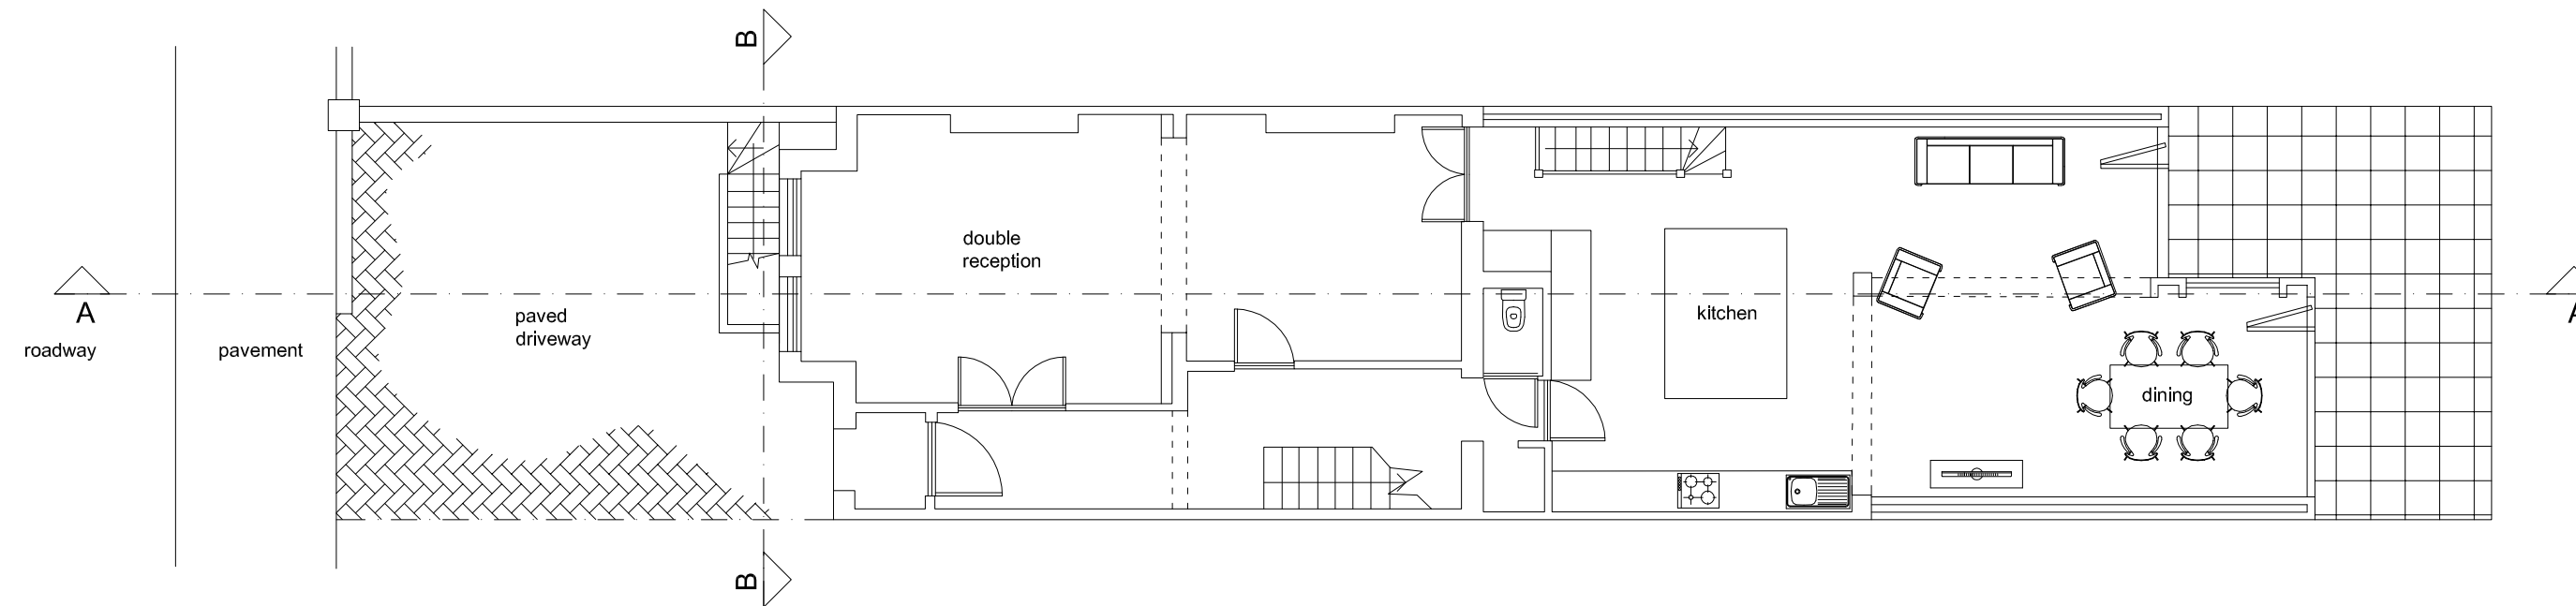 B
double
reception
A
paved
driveway
kitchen
roadway
pavement
dining
B
A